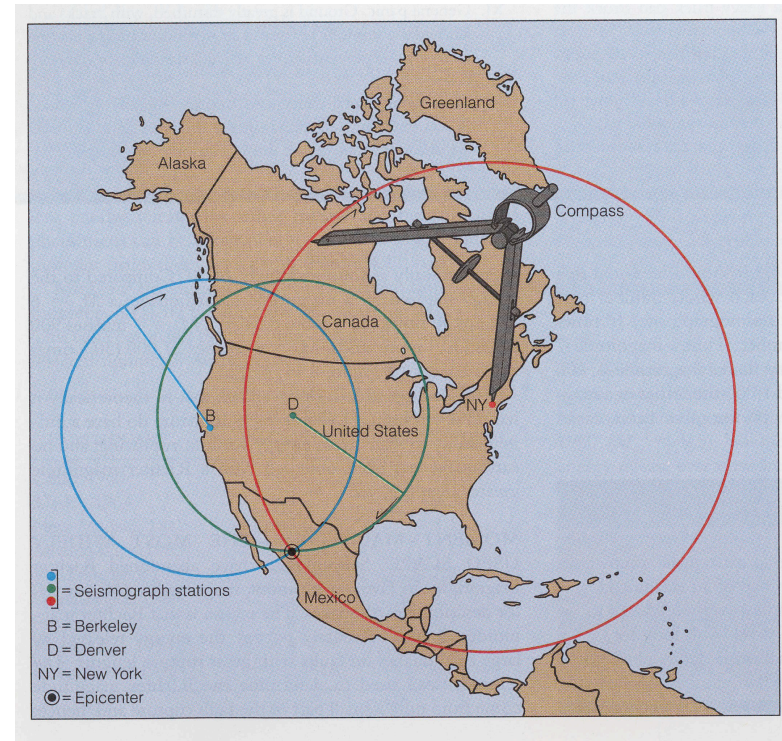 Greenland
Alaska
Compass
Canada
B
D
NY
United States
Mexico
= Seismograph stations
B = Berkeley
D = Denver
NY = New York
= Epicenter